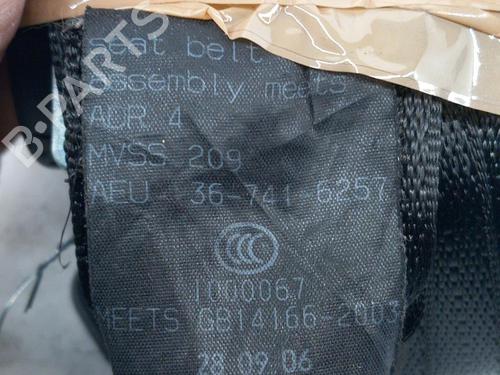 seat belt
assembly meets
ADR 4
MVSS 209
AEU 36-741 6257
CCC
1000067
MEETS GB14166-2003
28 09 06
B-PARTS